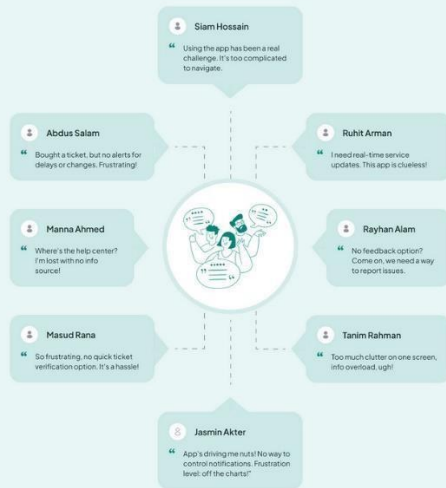 Siam Hossain
“ Using the app has been a real
challenge. It's too complicated
to navigate.
Abdus Salam
“ Bought a ticket, but no alerts for
delays or changes. Frustrating!
Ruhit Arman
“ I need real-time service
updates. This app is clueless!
Manna Ahmed
“ Where's the help center?
I'm lost with no info
source!
Rayhan Alam
“ No feedback option?
Come on, we need a way
to report issues.
Masud Rana
“ So frustrating, no quick ticket
verification option. It's a hassle!
Tanim Rahman
“ Too much clutter on one screen,
info overload, ugh!
Jasmin Akter
“ App's driving me nuts! No way to
control notifications. Frustration
level: off the charts!"